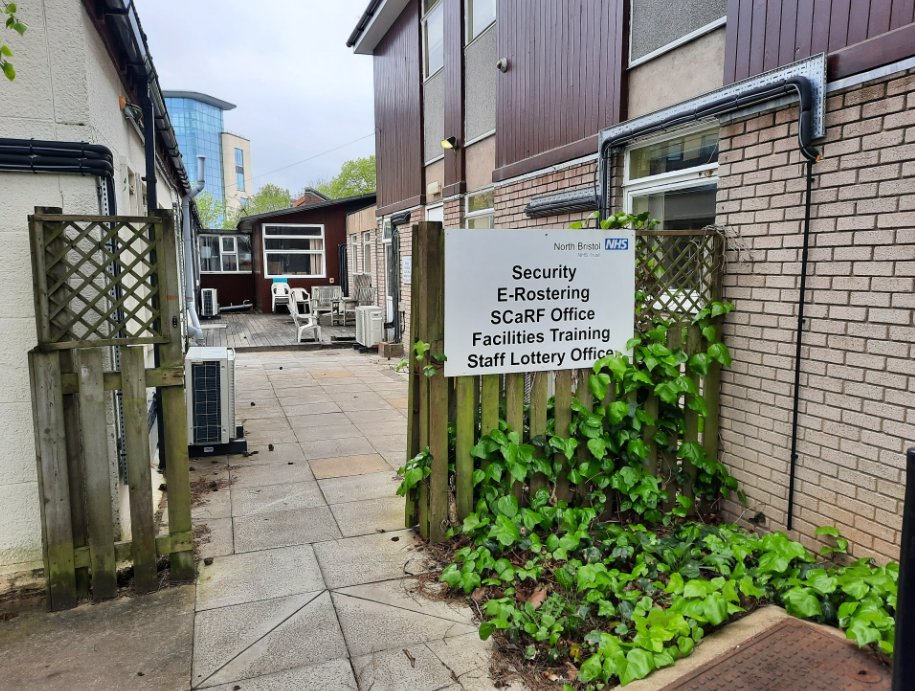 North Bristol NHS
NHS Trust
Security
E-Rostering
SCaRF Office
Facilities Training
Staff Lottery Office